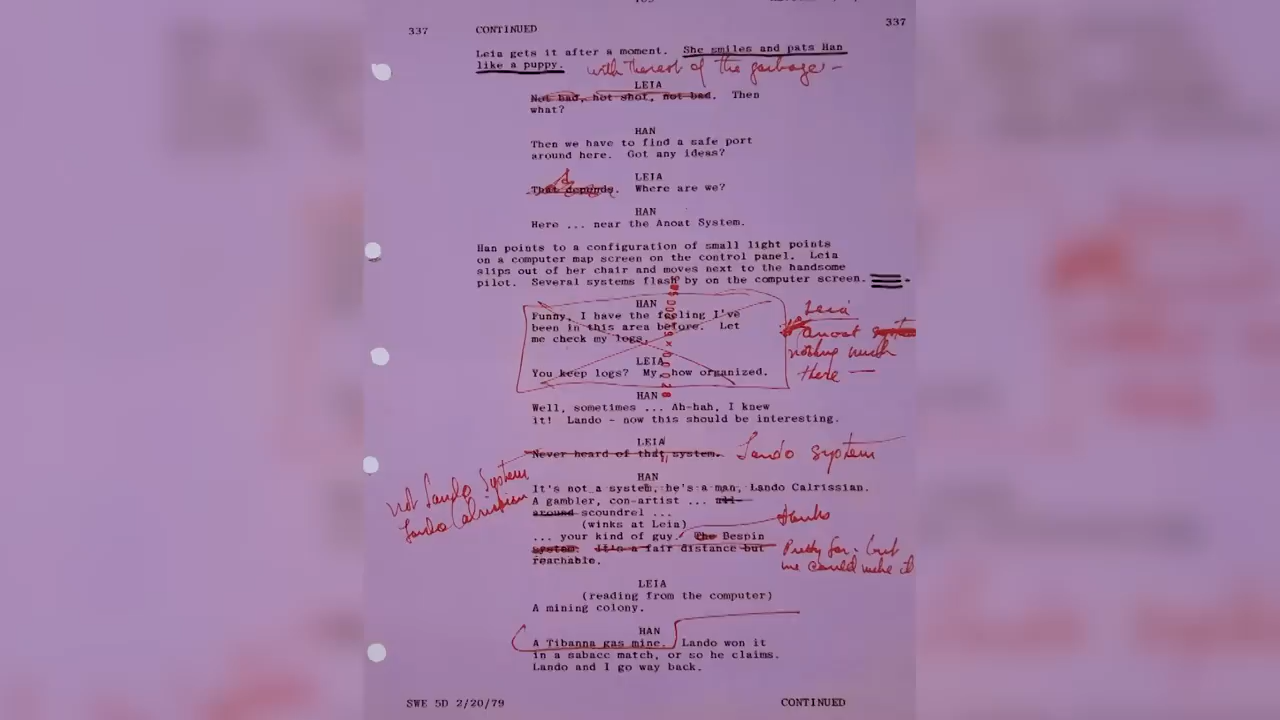 337 CONTINUED 337
Leia gets it after a moment. She smiles and pats Han
like a puppy. with the rest of the garbage -
LEIA
Not bad, hot shot, not bad. Then
what?
HAN
Then we have to find a safe port
around here. Got any ideas?
LEIA
That depends. Where are we?
HAN
Here ... near the Anoat System.
Han points to a configuration of small light points
on a computer map screen on the control panel. Leia
slips out of her chair and moves next to the handsome
pilot. Several systems flash by on the computer screen.
HAN
Funny, I have the feeling I've
been in this area before. Let
me check my logs.
LEIA
You keep logs? My, how organized.
Leia
Anoat system
nothing much
there —
HAN
Well, sometimes ... Ah-hah, I knew
it! Lando - now this should be interesting.
LEIA
Never heard of that system. Lando system
not Lando System
Lando Calrissian
HAN
It's not a system, he's a man, Lando Calrissian.
A gambler, con-artist ... all-
around scoundrel ...
(winks at Leia)
... your kind of guy. The Bespin
system. It's a fair distance but
reachable.
thanks
Pretty far - but
we could make it
LEIA
(reading from the computer)
A mining colony.
HAN
A Tibanna gas mine. Lando won it
in a sabacc match, or so he claims.
Lando and I go way back.
SWE 5D 2/20/79 CONTINUED